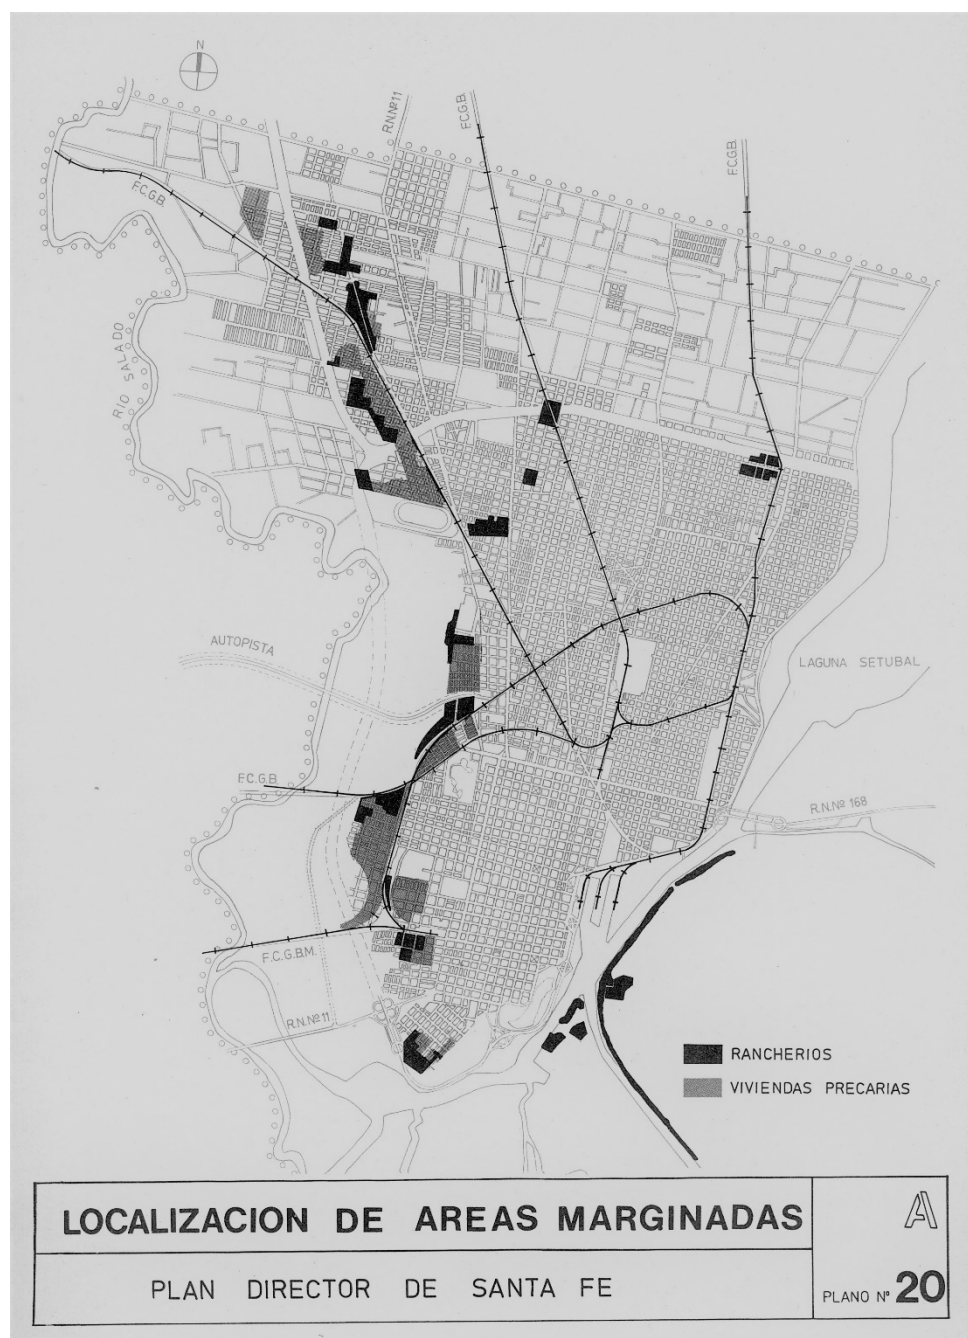 N
R.N.Nº11
F.C.G.B.
F.C.G.B.
F.C.G.B.
RIO SALADO
AUTOPISTA
LAGUNA SETUBAL
F.C.G.B.
R.N.Nº 168
F.C.G.B.M.
R.N.Nº11
RANCHERIOS
VIVIENDAS PRECARIAS
LOCALIZACION DE AREAS MARGINADAS
PLAN DIRECTOR DE SANTA FE
PLANO Nº 20